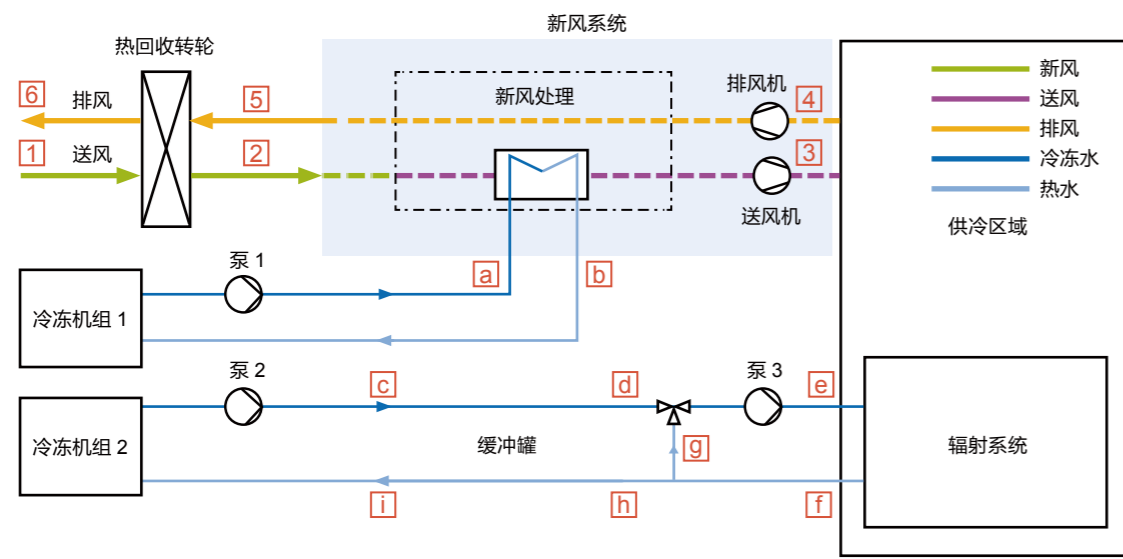 新风系统
热回收转轮
6
排风
5
新风处理
排风机
4
新风
送风
排风
冷冻水
热水
1
送风
2
3
送风机
供冷区域
泵 1
a
b
冷冻机组 1
泵 2
c
d
泵 3
e
冷冻机组 2
缓冲罐
g
辐射系统
i
h
f